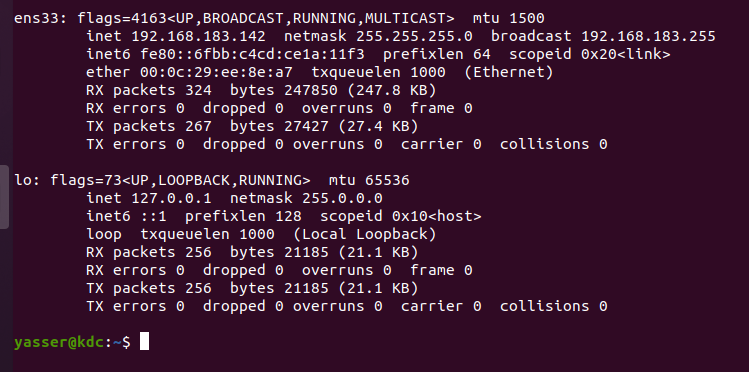 ens33: flags=4163<UP,BROADCAST,RUNNING,MULTICAST>  mtu 1500
        inet 192.168.183.142  netmask 255.255.255.0  broadcast 192.168.183.255
        inet6 fe80::6fbb:c4cd:ce1a:11f3  prefixlen 64  scopeid 0x20<link>
        ether 00:0c:29:ee:8e:a7  txqueuelen 1000  (Ethernet)
        RX packets 324  bytes 247850 (247.8 KB)
        RX errors 0  dropped 0  overruns 0  frame 0
        TX packets 267  bytes 27427 (27.4 KB)
        TX errors 0  dropped 0 overruns 0  carrier 0  collisions 0

lo: flags=73<UP,LOOPBACK,RUNNING>  mtu 65536
        inet 127.0.0.1  netmask 255.0.0.0
        inet6 ::1  prefixlen 128  scopeid 0x10<host>
        loop  txqueuelen 1000  (Local Loopback)
        RX packets 256  bytes 21185 (21.1 KB)
        RX errors 0  dropped 0  overruns 0  frame 0
        TX packets 256  bytes 21185 (21.1 KB)
        TX errors 0  dropped 0 overruns 0  carrier 0  collisions 0

yasser@kdc:~$